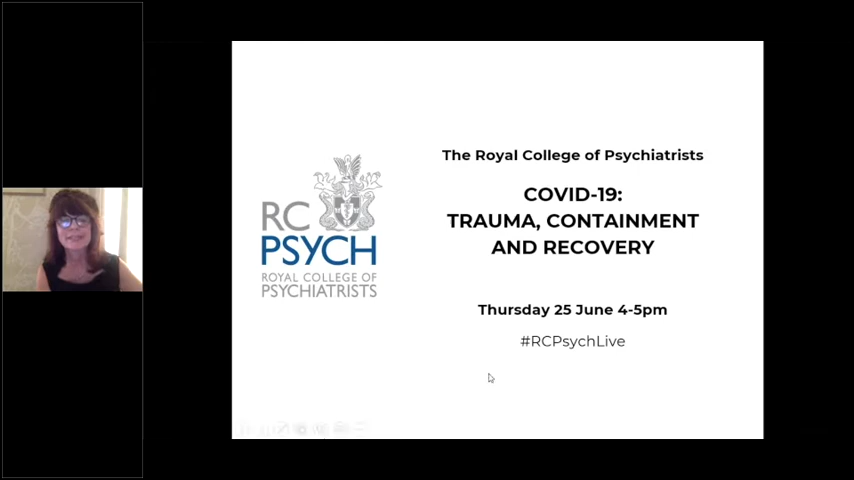 The Royal College of Psychiatrists
COVID-19:
TRAUMA, CONTAINMENT
AND RECOVERY
RC
PSYCH
ROYAL COLLEGE OF
PSYCHIATRISTS
Thursday 25 June 4-5pm
#RCPsychLive